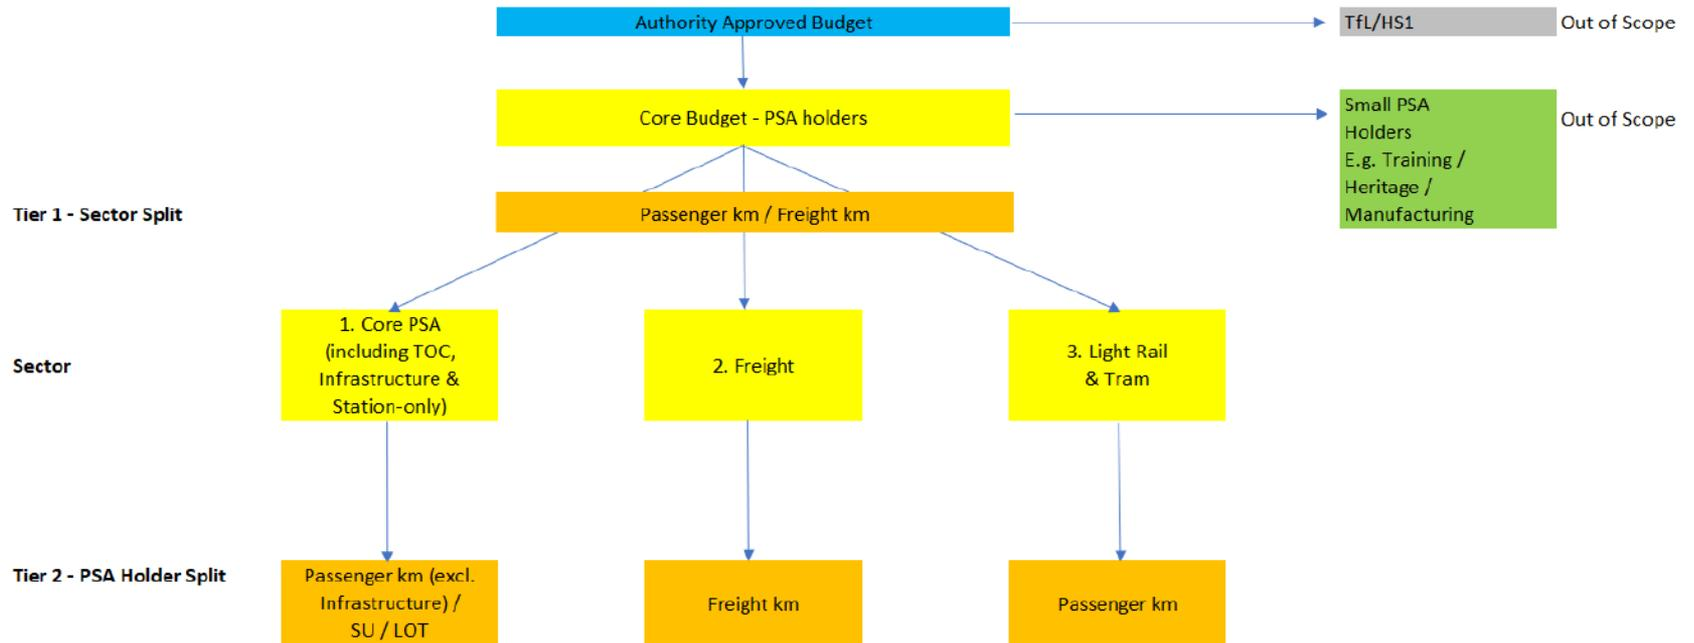 Authority Approved Budget
TfL/HS1
Out of Scope
Core Budget - PSA holders
Small PSA
Holders
E.g. Training /
Heritage /
Manufacturing
Out of Scope
Tier 1 - Sector Split
Passenger km / Freight km
Sector
1. Core PSA
(including TOC,
Infrastructure &
Station-only)
2. Freight
3. Light Rail
& Tram
Tier 2 - PSA Holder Split
Passenger km (excl.
Infrastructure) /
SU / LOT
Freight km
Passenger km